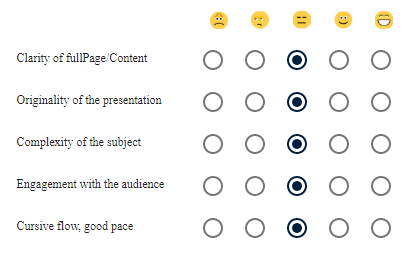 Clarity of fullPage/Content
Originality of the presentation
Complexity of the subject
Engagement with the audience
Cursive flow, good pace